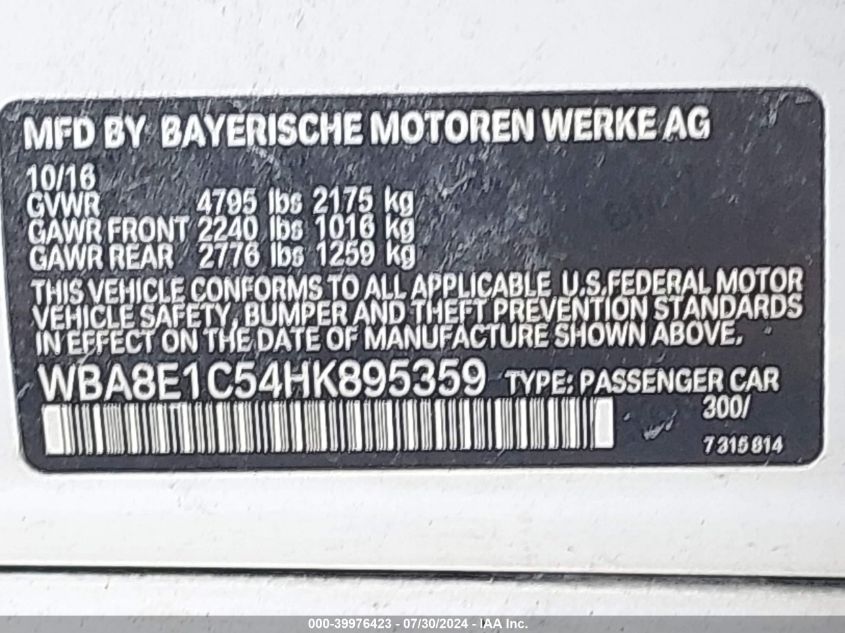 MFD BY BAYERISCHE MOTOREN WERKE AG
10/16
GVWR 4795 lbs 2175 kg
GAWR FRONT 2240 lbs 1016 kg
GAWR REAR 2776 lbs 1259 kg
THIS VEHICLE CONFORMS TO ALL APPLICABLE U.S.FEDERAL MOTOR
VEHICLE SAFETY, BUMPER AND THEFT PREVENTION STANDARDS
IN EFFECT ON THE DATE OF MANUFACTURE SHOWN ABOVE.
WBA8E1C54HK895359 TYPE: PASSENGER CAR
300/
7315814
000-39976423 - 07/30/2024 - IAA Inc.